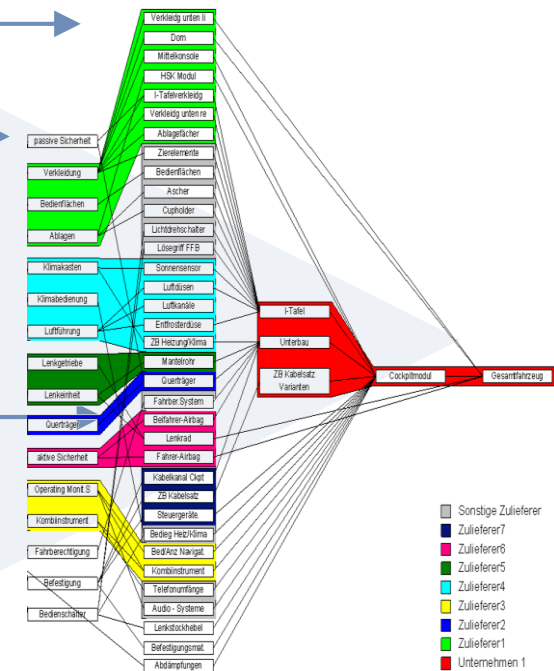 passive Sicherheit
Verkleidung
Bedienflächen
Ablagen
Klimakasten
Klimabedienung
Luftführung
Lenkgetriebe
Lenkeinheit
Querträger
aktive Sicherheit
Operating Monit.S
Kombiinstrument
Fahrberechtigung
Befestigung
Bedienschalter
Verkleidg unten li
Dom
Mittelkonsole
HSK Modul
I-Tafelverkleidg
Verkleidg unten re
Ablagefächer
Zierelemente
Bedienflächen
Ascher
Cupholder
Lichtdrehschalter
Lösegriff FFB
Sonnensensor
Luftdüsen
Luftkanäle
Entfrosterdüse
ZB Heizung/Klima
Mantelrohr
Querträger
Fahrber.System
Beifahrer-Airbag
Lenkrad
Fahrer-Airbag
Kabelkanal Ckpt
ZB Kabelsatz
Steuergeräte.
Bedieg Heiz/Klima
Bed/Anz Navigat.
Kombiinstrument
Telefonumfänge
Audio - Systeme
Lenkstockhebel
Befestigungsmat.
Abdämpfungen
I-Tafel
Unterbau
ZB Kabelsatz
Varianten
Cockpitmodul
Gesamtfahrzeug
Sonstige Zulieferer
Zulieferer7
Zulieferer6
Zulieferer5
Zulieferer4
Zulieferer3
Zulieferer2
Zulieferer1
Unternehmen 1